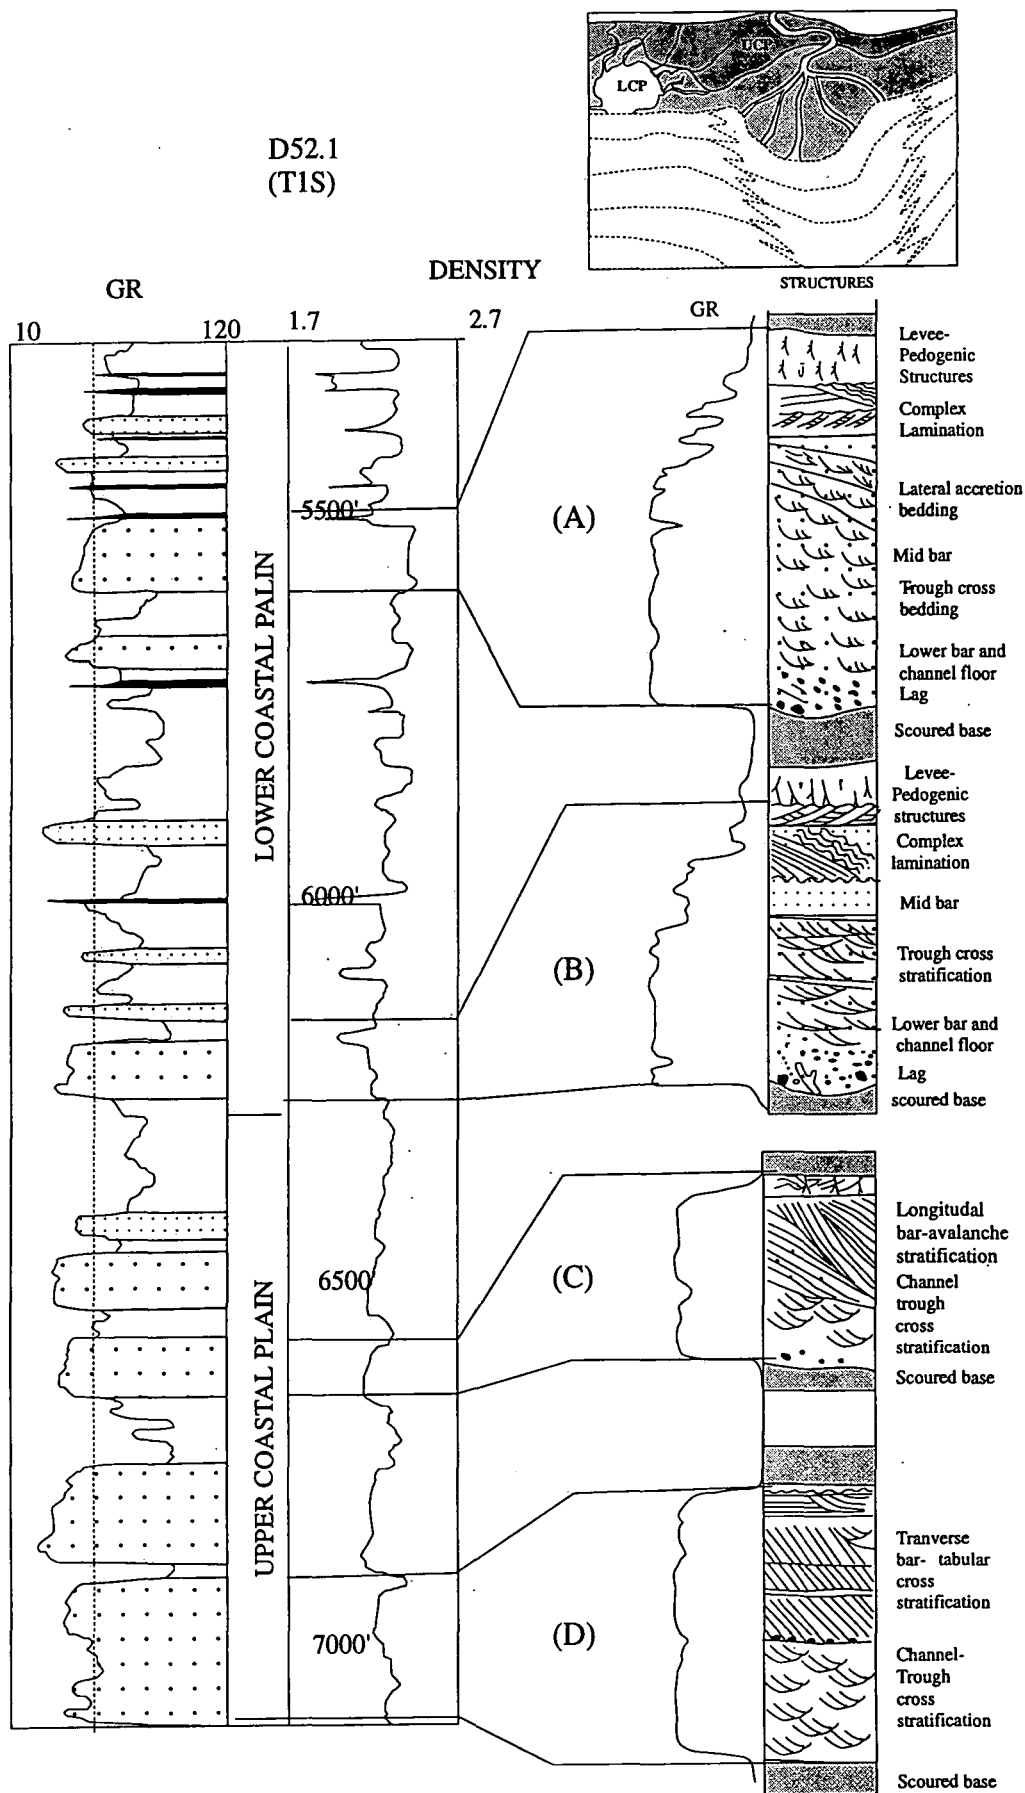 UCP
LCP
D52.1
(T1S)
DENSITY
STRUCTURES
GR
GR
10
120
1.7
2.7
Levee-
Pedogenic
Structures
Complex
Lamination
Lateral accretion
bedding
5500'
(A)
Mid bar
Trough cross
bedding
Lower bar and
channel floor
Lag
Scoured base
LOWER COASTAL PALIN
Levee-
Pedogenic
structures
Complex
lamination
6000'
Mid bar
(B)
Trough cross
stratification
Lower bar and
channel floor
Lag
scoured base
UPPER COASTAL PLAIN
Longitudal
bar-avalanche
stratification
6500'
(C)
Channel
trough
cross
stratification
Scoured base
Tranverse
bar- tabular
cross
stratification
7000'
(D)
Channel-
Trough
cross
stratification
Scoured base